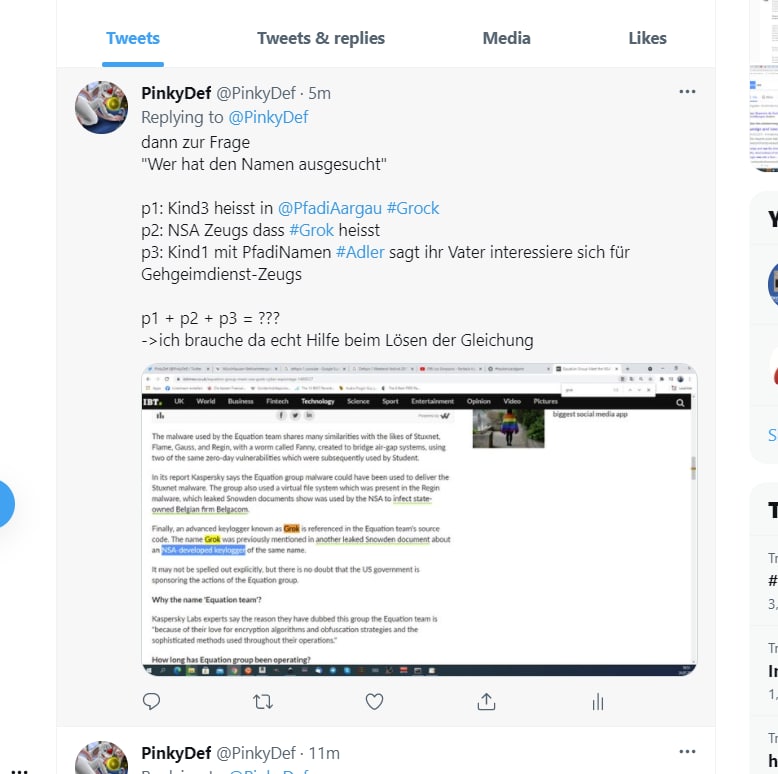 Tweets Tweets & replies Media Likes
PinkyDef @PinkyDef · 5m
Replying to @PinkyDef
dann zur Frage
"Wer hat den Namen ausgesucht"
p1: Kind3 heisst in @PfadiAargau #Grock
p2: NSA Zeugs dass #Grok heisst
p3: Kind1 mit PfadiNamen #Adler sagt ihr Vater interessiere sich für
Gehgeimdienst-Zeugs
p1 + p2 + p3 = ???
->ich brauche da echt Hilfe beim Lösen der Gleichung
IBT. UK World Business Fintech Technology Science Sport Entertainment Opinion Video Pictures
biggest social media app
The malware used by the Equation team shares many similarities with the likes of Stuxnet,
Flame, Gauss, and Regin, with a worm called Fanny, created to bridge air-gap systems, using
two of the same zero-day vulnerabilities which were subsequently used by Student.
In its report Kaspersky says the Equation group malware could have been used to deliver the
Stuxnet malware. The group also used a virtual file system which was present in the Regin
malware, which leaked Snowden documents show was used by the NSA to infect state-
owned Belgian firm Belgacom.
Finally, an advanced keylogger known as Grok is referenced in the Equation team's source
code. The name Grok was previously mentioned in another leaked Snowden document about
an NSA-developed keylogger of the same name.
It may not be spelled out explicitly, but there is no doubt that the US government is
sponsoring the actions of the Equation group.
Why the name 'Equation team'?
Kaspersky Labs experts say the reason they have dubbed this group the Equation team is
"because of their love for encryption algorithms and obfuscation strategies and the
sophisticated methods used throughout their operations."
How long has Equation group been operating?
PinkyDef @PinkyDef · 11m
Replying to @PinkyDef